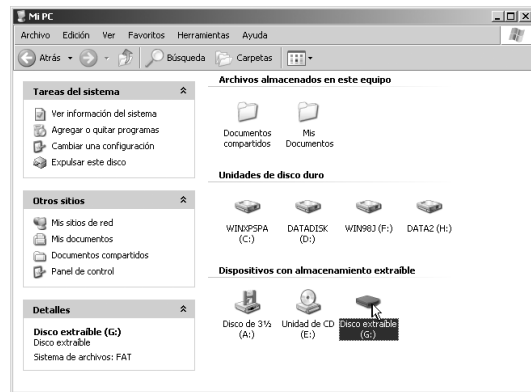 Mi PC
Archivo Edición Ver Favoritos Herramientas Ayuda
Atrás Búsqueda Carpetas
Tareas del sistema
Ver información del sistema
Agregar o quitar programas
Cambiar una configuración
Expulsar este disco
Otros sitios
Mis sitios de red
Mis documentos
Documentos compartidos
Panel de control
Detalles
Disco extraíble (G:)
Disco extraíble
Sistema de archivos: FAT
Archivos almacenados en este equipo
Documentos compartidos
Mis Documentos
Unidades de disco duro
WINXPSPA (C:)
DATADISK (D:)
WIN98J (F:)
DATA2 (H:)
Dispositivos con almacenamiento extraíble
Disco de 3½ (A:)
Unidad de CD (E:)
Disco extraíble (G:)